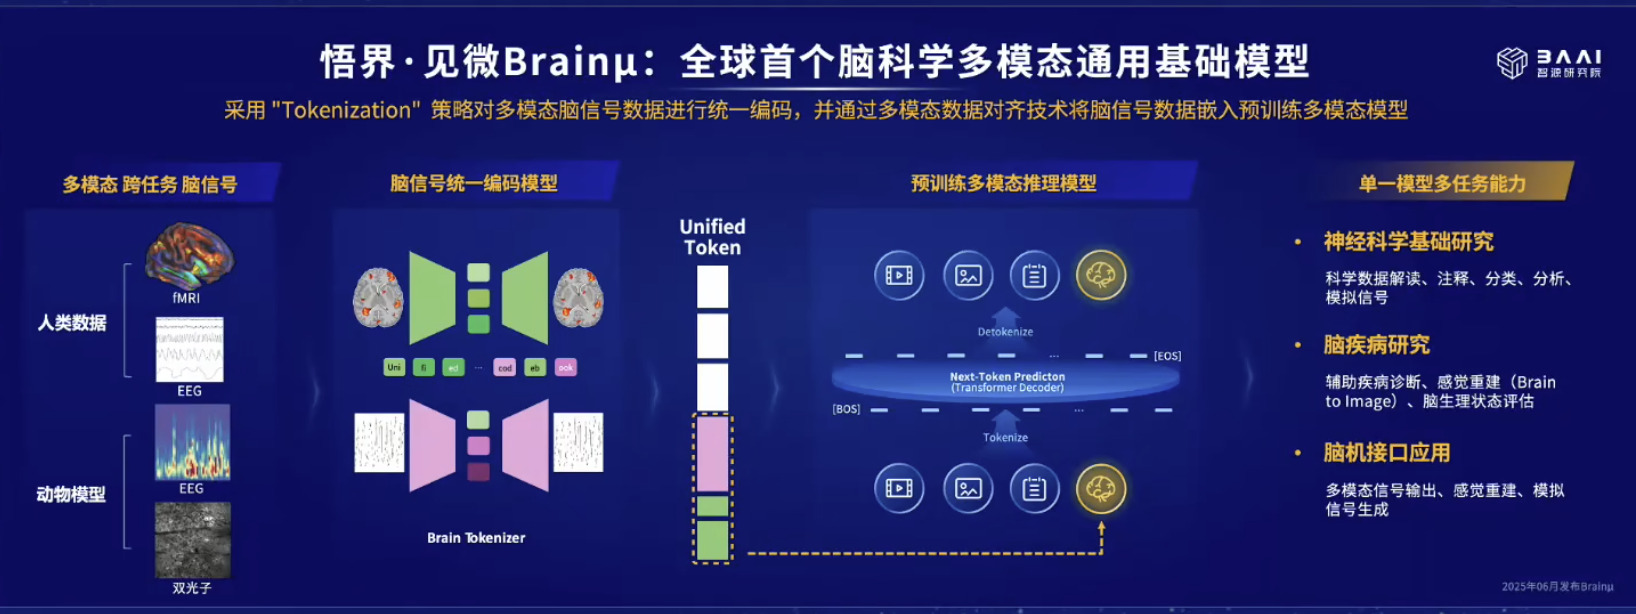 悟界·见微Brainμ：全球首个脑科学多模态通用基础模型
BAAI
智源研究院
采用 "Tokenization" 策略对多模态脑信号数据进行统一编码，并通过多模态数据对齐技术将脑信号数据嵌入预训练多模态模型
多模态 跨任务 脑信号
人类数据
fMRI
EEG
动物模型
EEG
双光子
脑信号统一编码模型
Uni fi ed ... cod eb ook
Brain Tokenizer
Unified
Token
预训练多模态推理模型
Detokenize
... [EOS]
Next-Token Predicton
(Transformer Decoder)
[BOS] ...
Tokenize
单一模型多任务能力
• 神经科学基础研究
科学数据解读、注释、分类、分析、
模拟信号
• 脑疾病研究
辅助疾病诊断、感觉重建（Brain
to Image）、脑生理状态评估
• 脑机接口应用
多模态信号输出、感觉重建、模拟
信号生成
2025年06月发布Brainμ